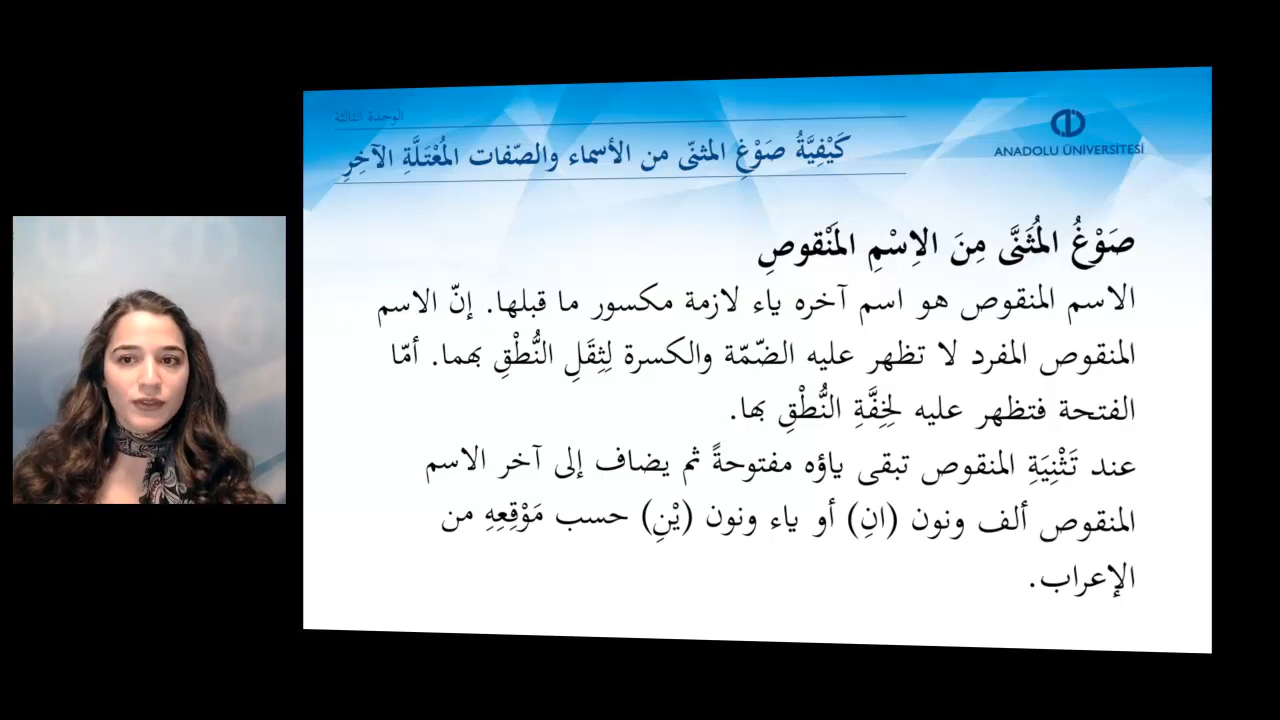 الوحدة الثالثة
كَيْفِيَّةُ صَوْغِ المثنّى من الأسماء والصّفات المُعْتَلَّةِ الآخِرِ
ANADOLU ÜNİVERSİTESİ
صَوْغُ المُثَنَّى مِنَ الاِسْمِ المَنْقوصِ
الاسم المنقوص هو اسم آخره ياء لازمة مكسور ما قبلها. إنّ الاسم
المنقوص المفرد لا تظهر عليه الضّمّة والكسرة لِثِقَلِ النُّطْقِ بهما. أمّا
الفتحة فتظهر عليه لِخِفَّةِ النُّطْقِ بها.
عند تَثْنِيَةِ المنقوص تبقى ياؤه مفتوحةً ثم يضاف إلى آخر الاسم
المنقوص ألف ونون (انِ) أو ياء ونون (يْنِ) حسب مَوْقِعِهِ من
الإعراب.